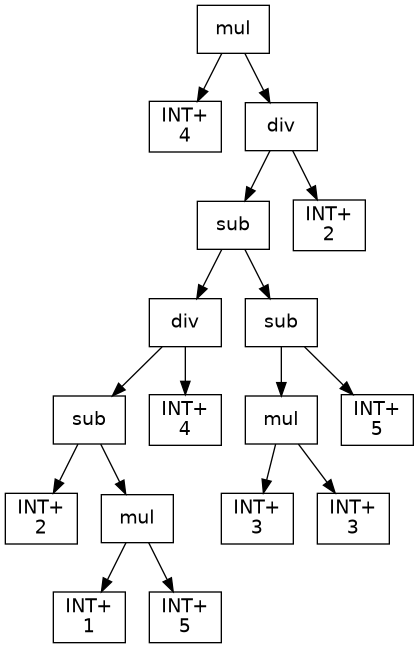 mul
INT+
4
div
sub
INT+
2
div
sub
sub
INT+
4
mul
INT+
5
INT+
2
mul
INT+
3
INT+
3
INT+
1
INT+
5